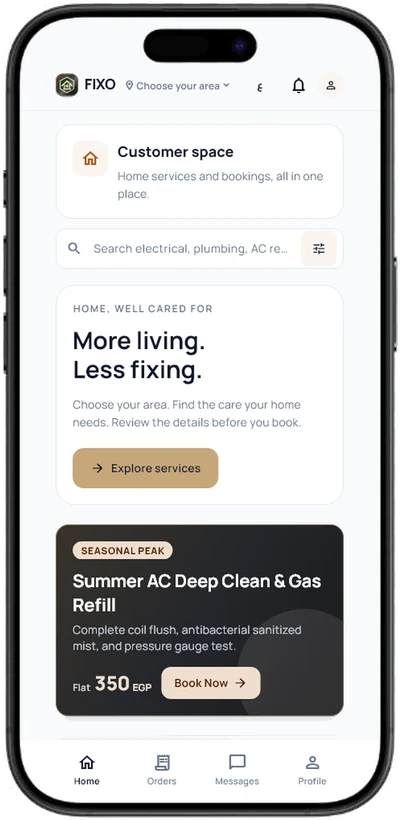 FIXO
Choose your area
ع
Customer space
Home services and bookings, all in one
place.
Search electrical, plumbing, AC re...
HOME, WELL CARED FOR
More living.
Less fixing.
Choose your area. Find the care your home
needs. Review the details before you book.
Explore services
SEASONAL PEAK
Summer AC Deep Clean & Gas
Refill
Complete coil flush, antibacterial sanitized
mist, and pressure gauge test.
Flat 350 EGP
Book Now
Home
Orders
Messages
Profile